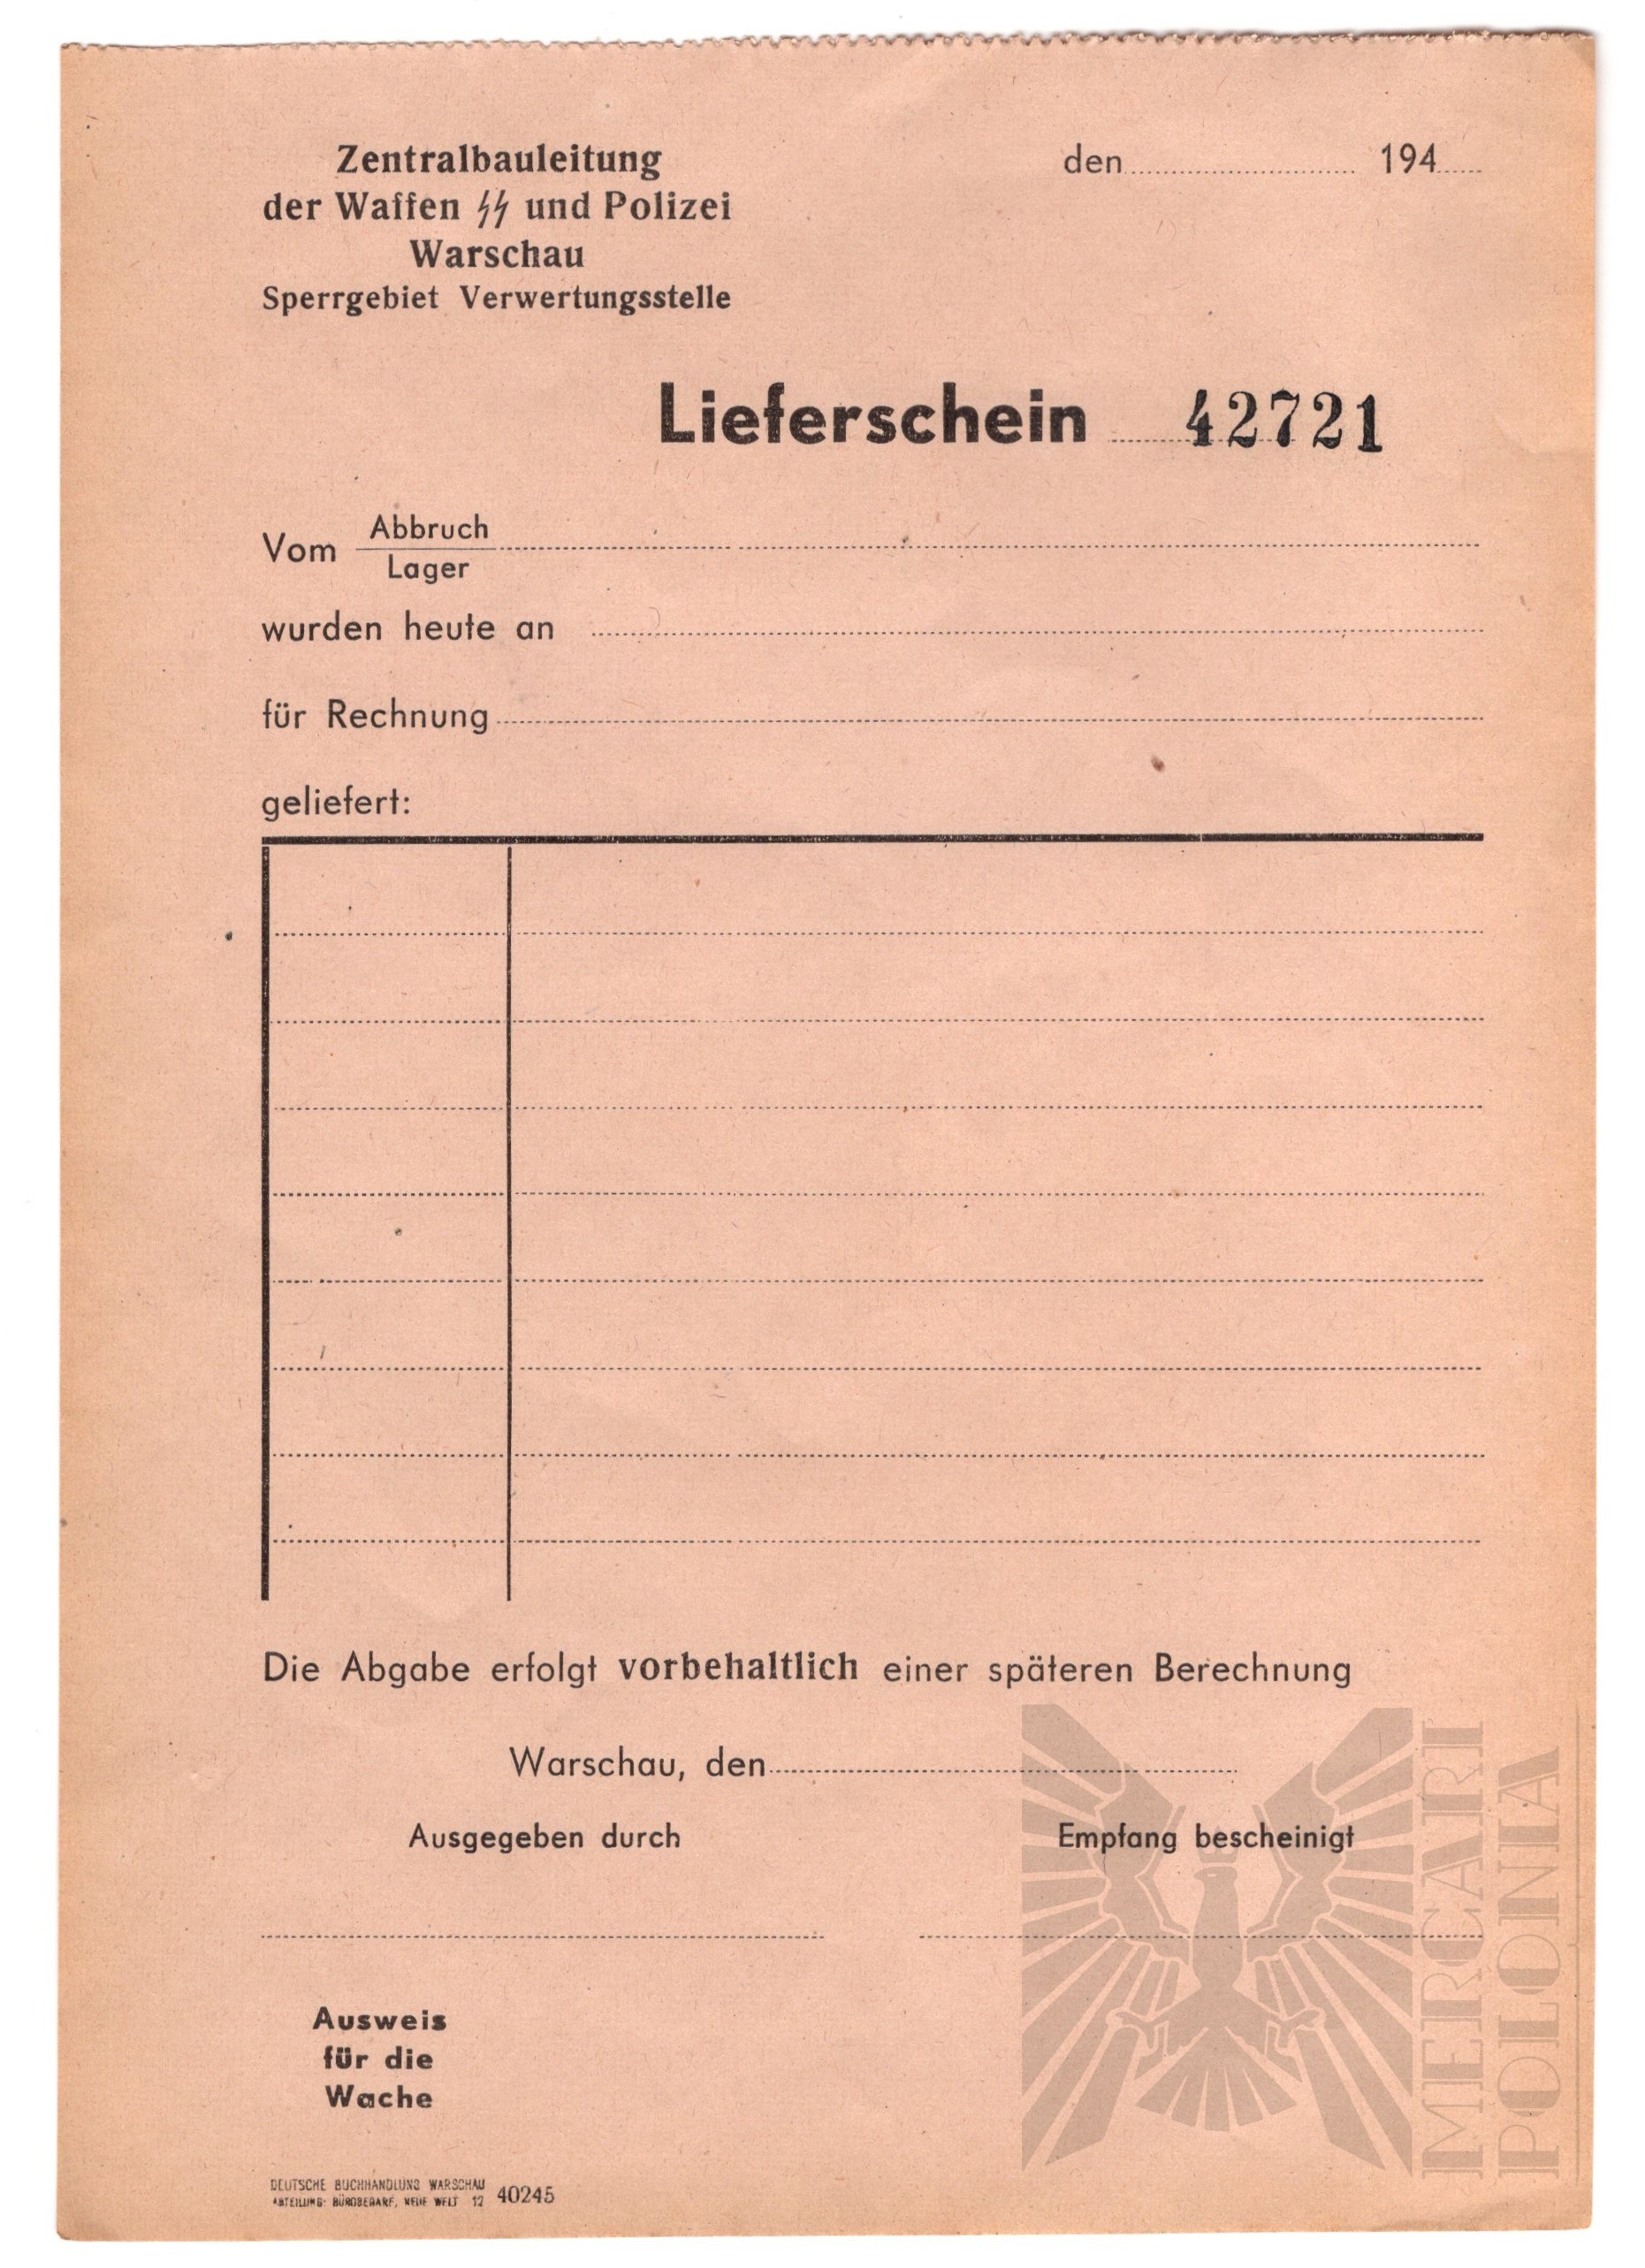 Zentralbauleitung
der Waffen ᛋᛋ und Polizei
Warschau
Sperrgebiet Verwertungsstelle
den 194
Lieferschein 42721
Vom Abbruch
Lager
wurden heute an
für Rechnung
geliefert:
Die Abgabe erfolgt vorbehaltlich einer späteren Berechnung
Warschau, den
Ausgegeben durch Empfang bescheinigt
Ausweis
für die
Wache
DEUTSCHE BUCHHANDLUNG WARSCHAU
ABTEILUNG: BÜROBEDARF, NEUE WELT 12 40245
MERCARI
POLONIA